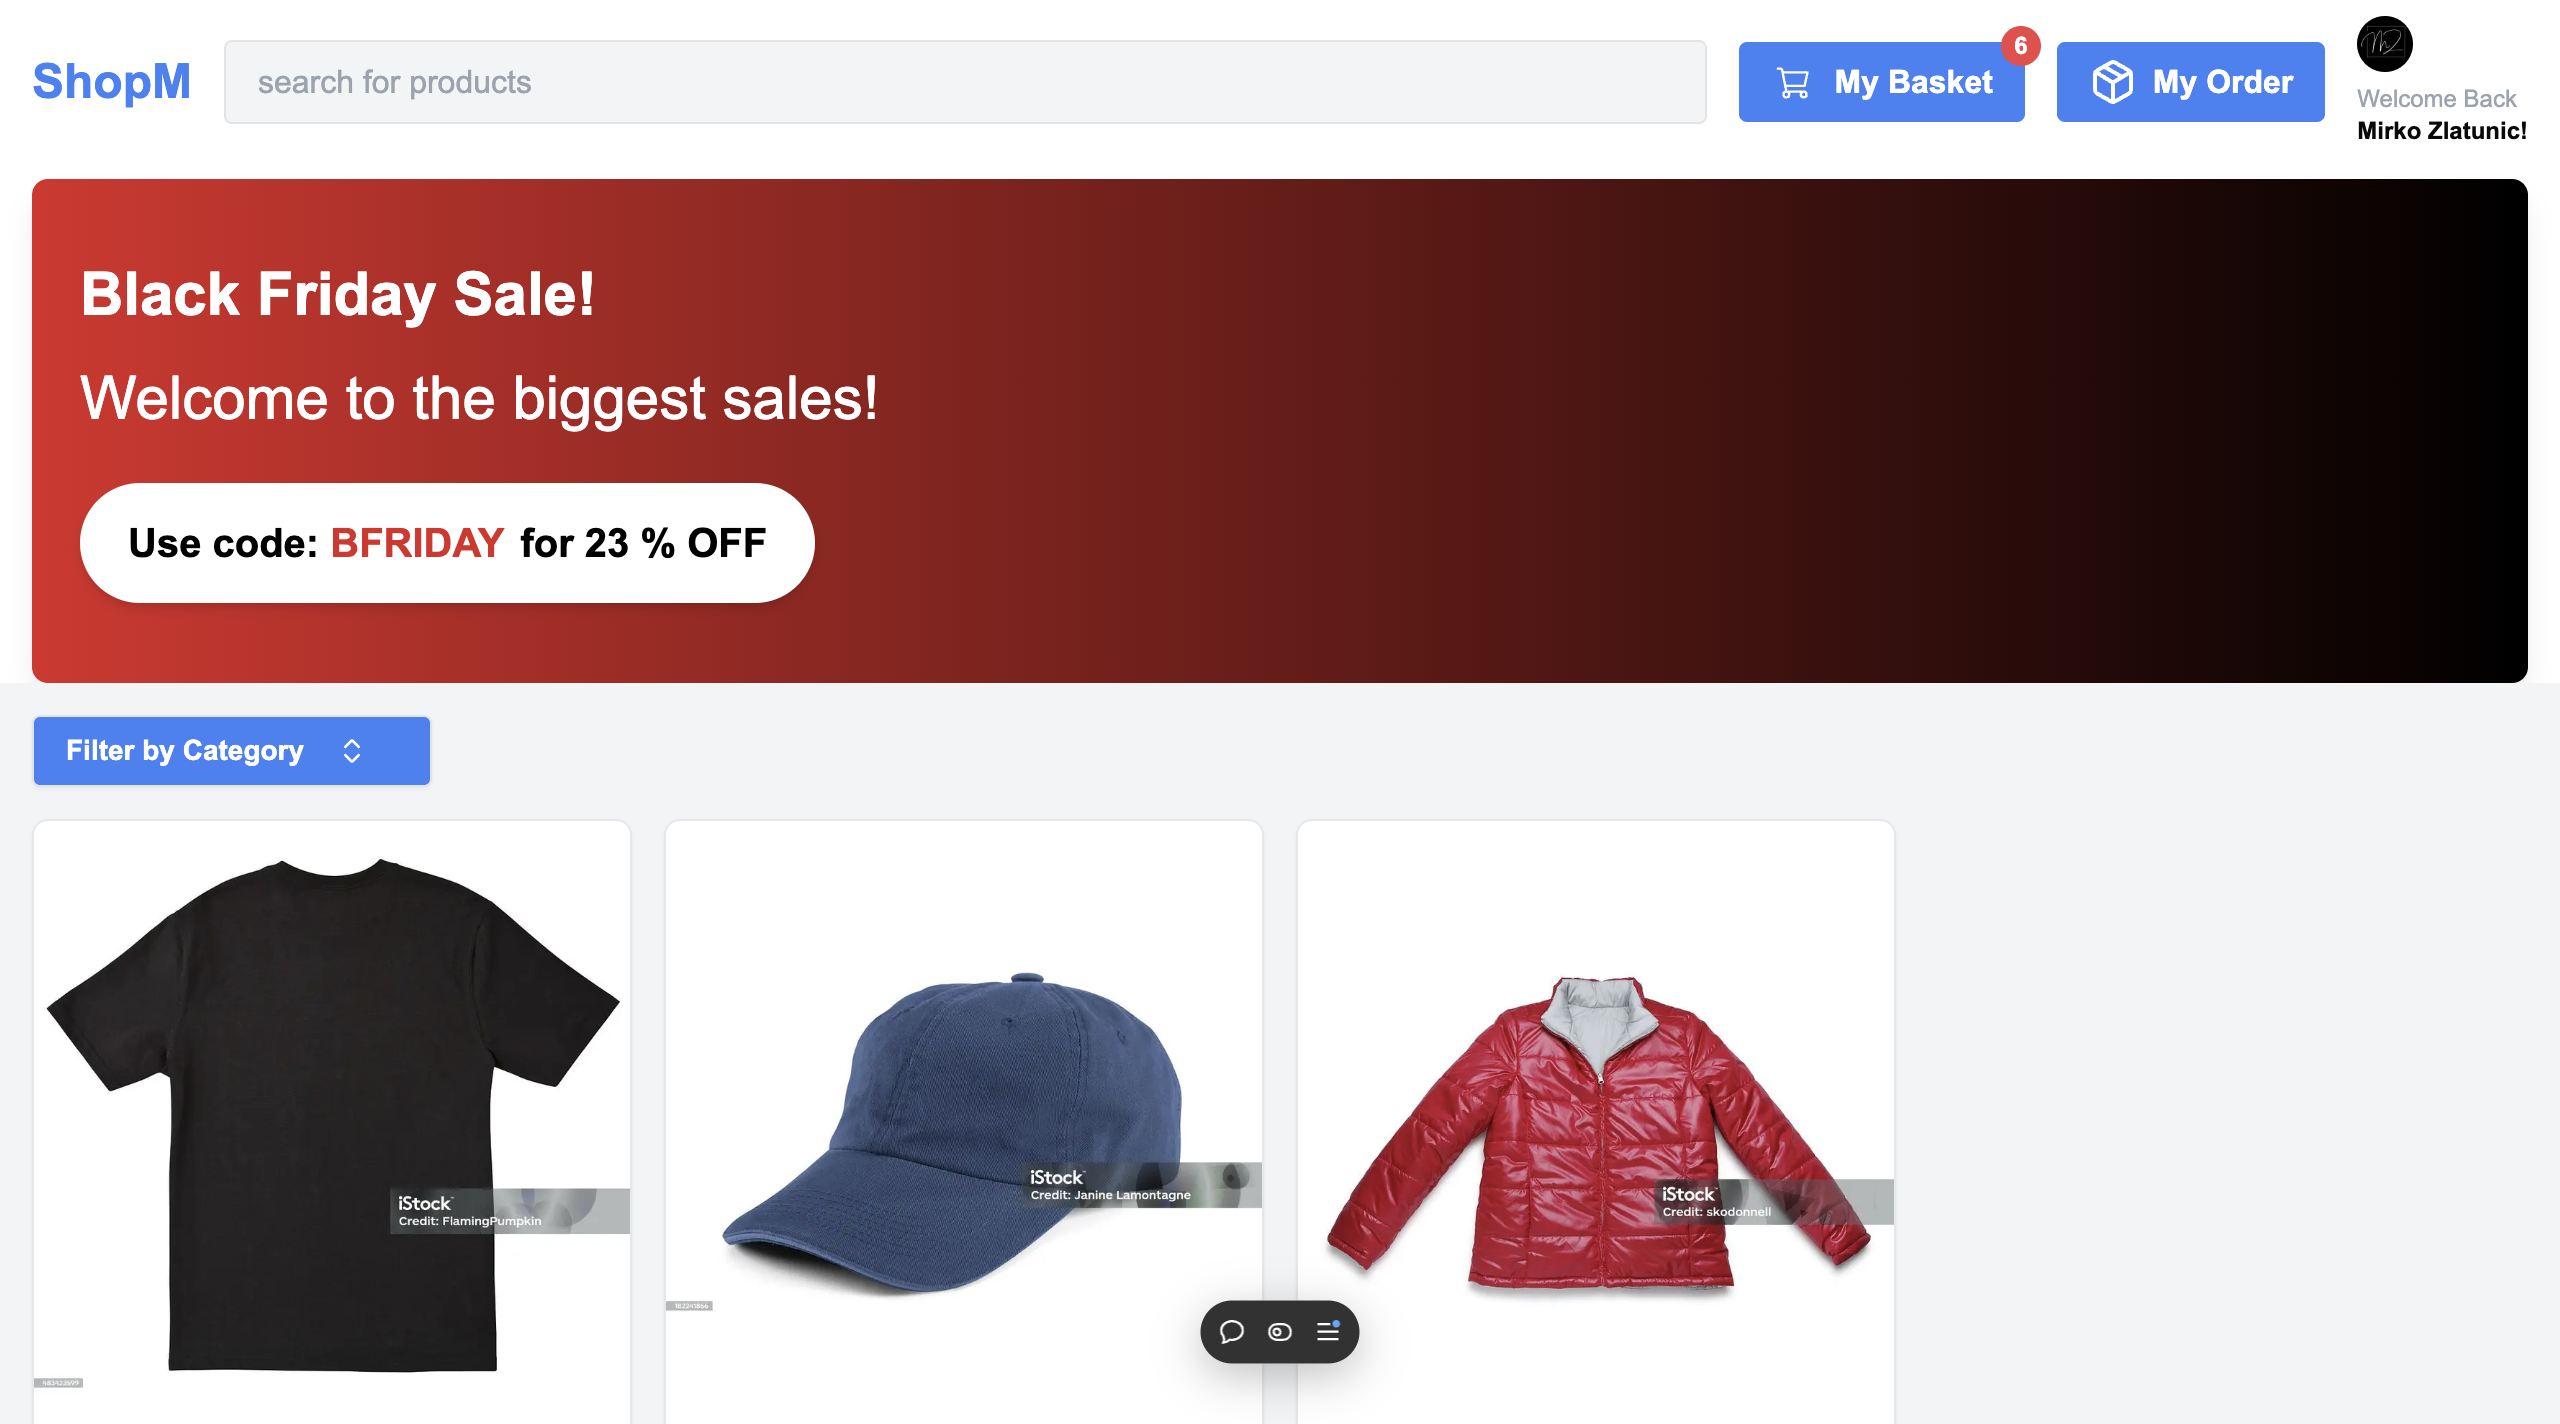 ShopM
search for products
My Basket
6
My Order
Welcome Back
Mirko Zlatunic!
Black Friday Sale!
Welcome to the biggest sales!
Use code: BFRIDAY for 23 % OFF
Filter by Category
iStock
Credit: FlamingPumpkin
iStock
Credit: Janine Lamontagne
182241866
iStock
Credit: skodonnell